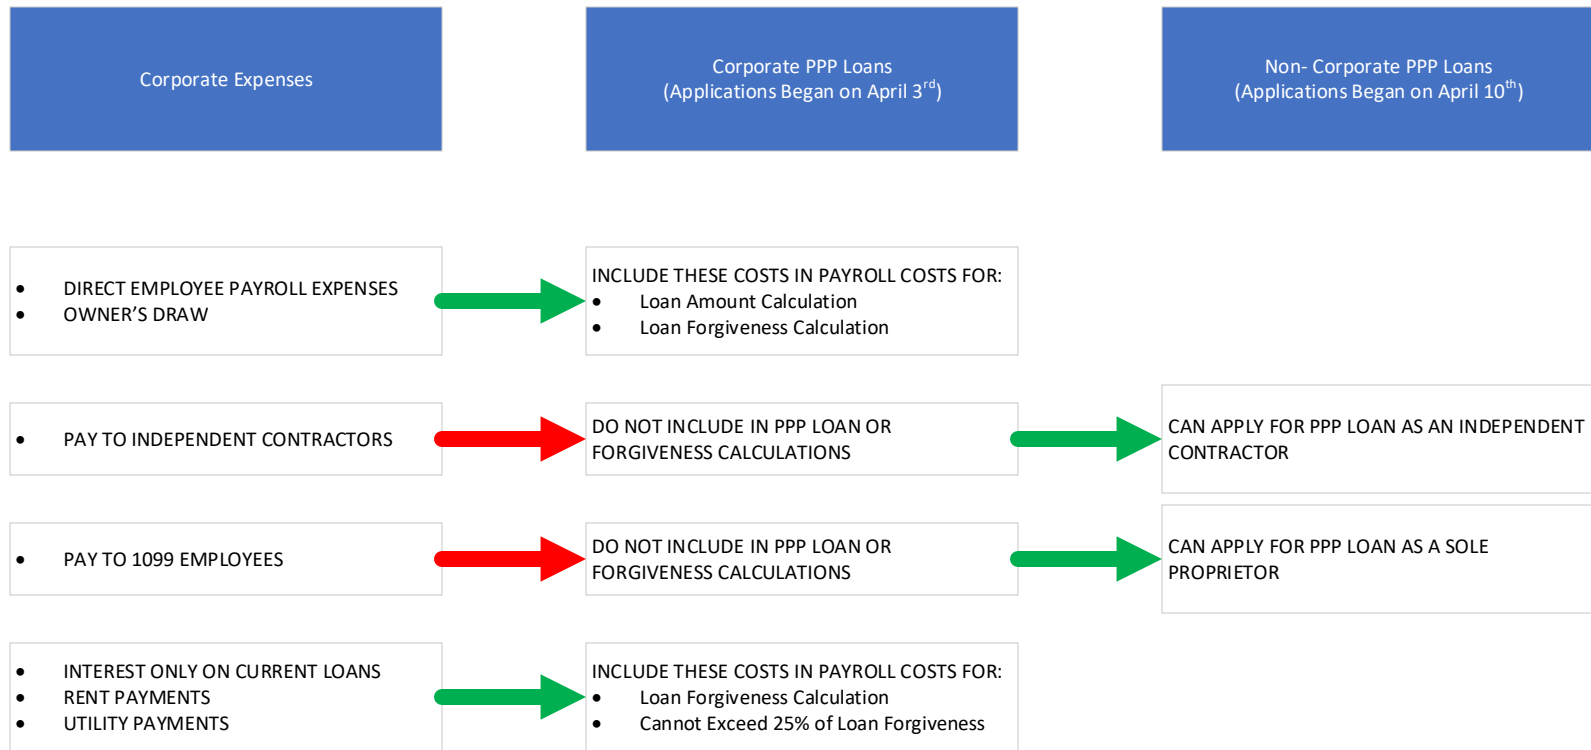 Corporate Expenses
Corporate PPP Loans
(Applications Began on April 3rd)
Non- Corporate PPP Loans
(Applications Began on April 10th)
• DIRECT EMPLOYEE PAYROLL EXPENSES
• OWNER’S DRAW
INCLUDE THESE COSTS IN PAYROLL COSTS FOR:
• Loan Amount Calculation
• Loan Forgiveness Calculation
• PAY TO INDEPENDENT CONTRACTORS
DO NOT INCLUDE IN PPP LOAN OR
FORGIVENESS CALCULATIONS
CAN APPLY FOR PPP LOAN AS AN INDEPENDENT
CONTRACTOR
• PAY TO 1099 EMPLOYEES
DO NOT INCLUDE IN PPP LOAN OR
FORGIVENESS CALCULATIONS
CAN APPLY FOR PPP LOAN AS A SOLE
PROPRIETOR
• INTEREST ONLY ON CURRENT LOANS
• RENT PAYMENTS
• UTILITY PAYMENTS
INCLUDE THESE COSTS IN PAYROLL COSTS FOR:
• Loan Forgiveness Calculation
• Cannot Exceed 25% of Loan Forgiveness